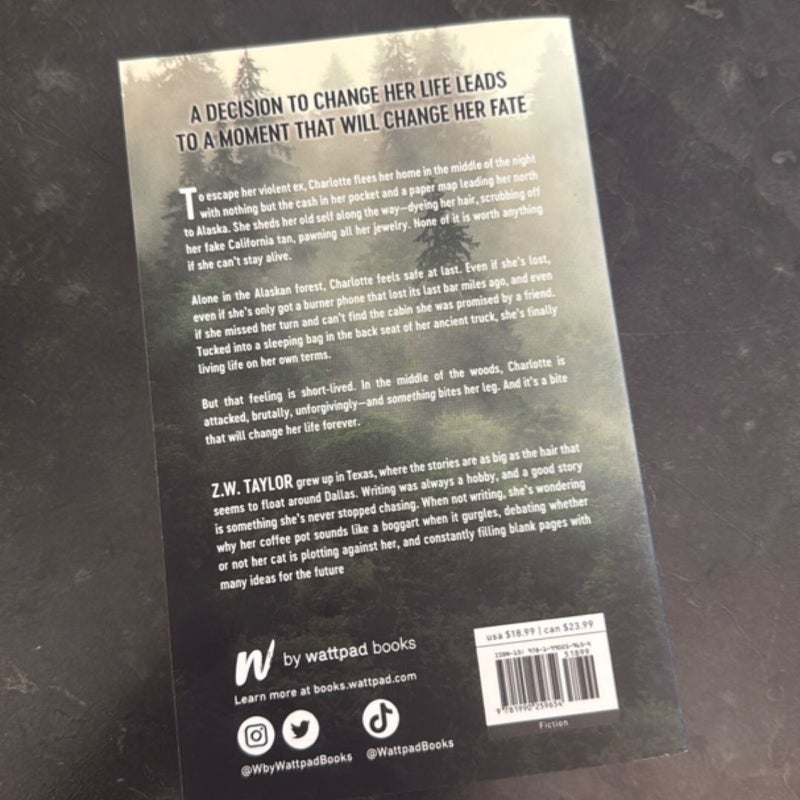 A DECISION TO CHANGE HER LIFE LEADS
TO A MOMENT THAT WILL CHANGE HER FATE
To escape her violent ex, Charlotte flees her home in the middle of the night
with nothing but the cash in her pocket and a paper map leading her north
to Alaska. She sheds her old self along the way—dyeing her hair, scrubbing off
her fake California tan, pawning all her jewelry. None of it is worth anything
if she can't stay alive.
Alone in the Alaskan forest, Charlotte feels safe at last. Even if she's lost,
even if she's only got a burner phone that lost its last bar miles ago, and even
if she missed her turn and can't find the cabin she was promised by a friend.
Tucked into a sleeping bag in the back seat of her ancient truck, she's finally
living life on her own terms.
But that feeling is short-lived. In the middle of the woods, Charlotte is
attacked, brutally, unforgivingly—and something bites her leg. And it's a bite
that will change her life forever.
Z.W. TAYLOR grew up in Texas, where the stories are as big as the hair that
seems to float around Dallas. Writing was always a hobby, and a good story
is something she's never stopped chasing. When not writing, she's wondering
why her coffee pot sounds like a boggart when it gurgles, debating whether
or not her cat is plotting against her, and constantly filling blank pages with
many ideas for the future
W by wattpad books
Learn more at books.wattpad.com
@WbyWattpadBooks
@WattpadBooks
usa $18.99 | can $23.99
ISBN-13: 978-1-99025-963-4
51899
9 781990 259634
Fiction